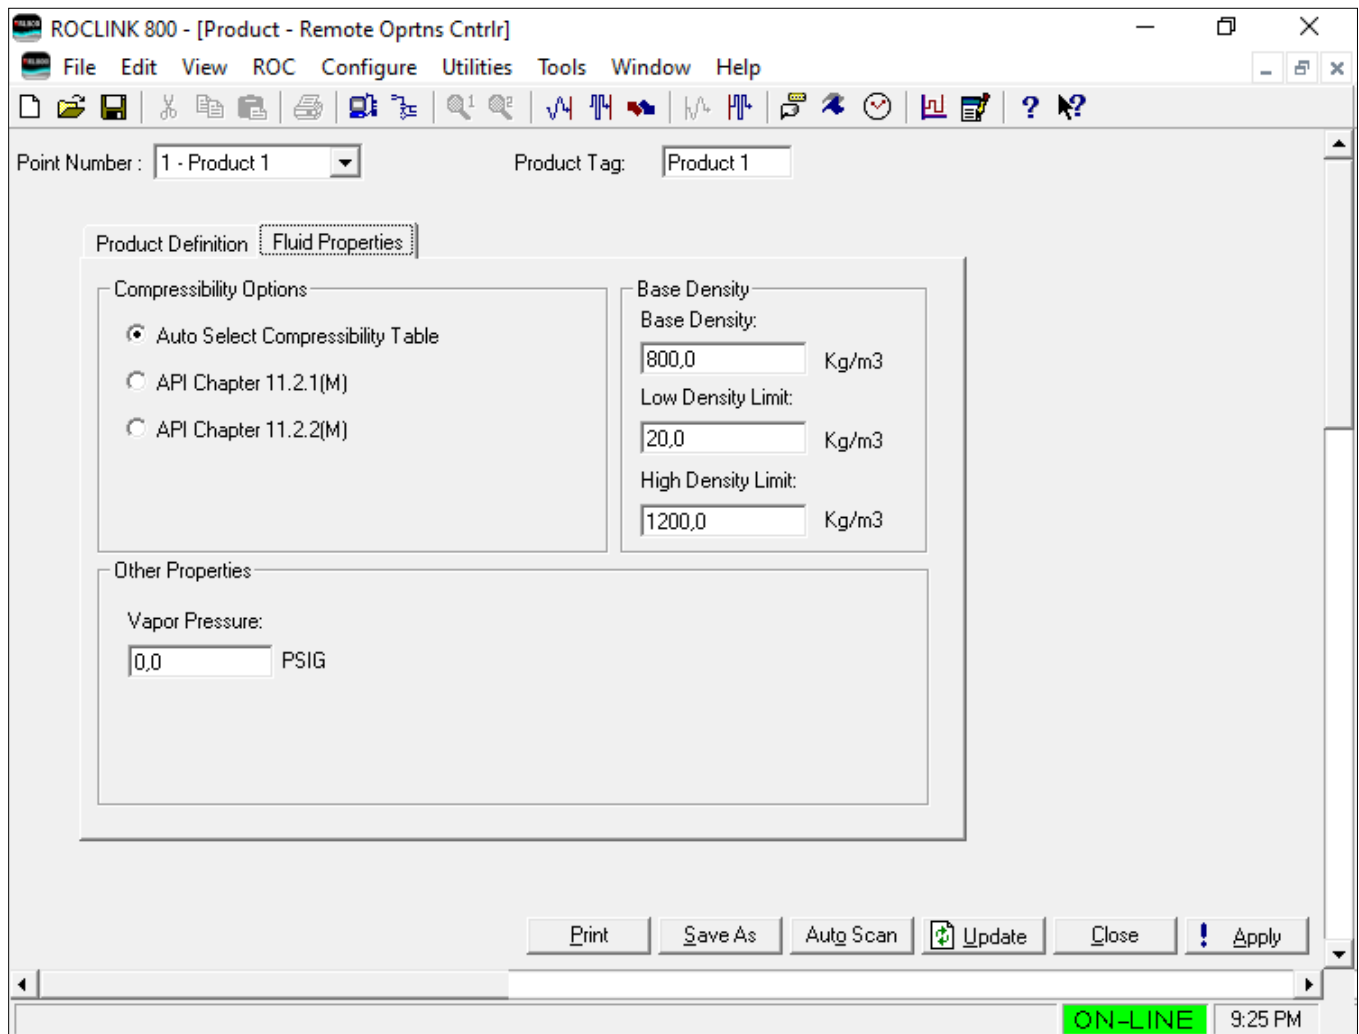 ROCLINK 800 - [Product - Remote Oprtns Cntrlr]
File Edit View ROC Configure Utilities Tools Window Help
Point Number : 1 - Product 1 Product Tag: Product 1
Product Definition Fluid Properties
Compressibility Options
Auto Select Compressibility Table
API Chapter 11.2.1(M)
API Chapter 11.2.2(M)
Base Density
Base Density:
800,0 Kg/m3
Low Density Limit:
20,0 Kg/m3
High Density Limit:
1200,0 Kg/m3
Other Properties
Vapor Pressure:
0,0 PSIG
Print Save As Auto Scan Update Close ! Apply
ON-LINE 9:25 PM